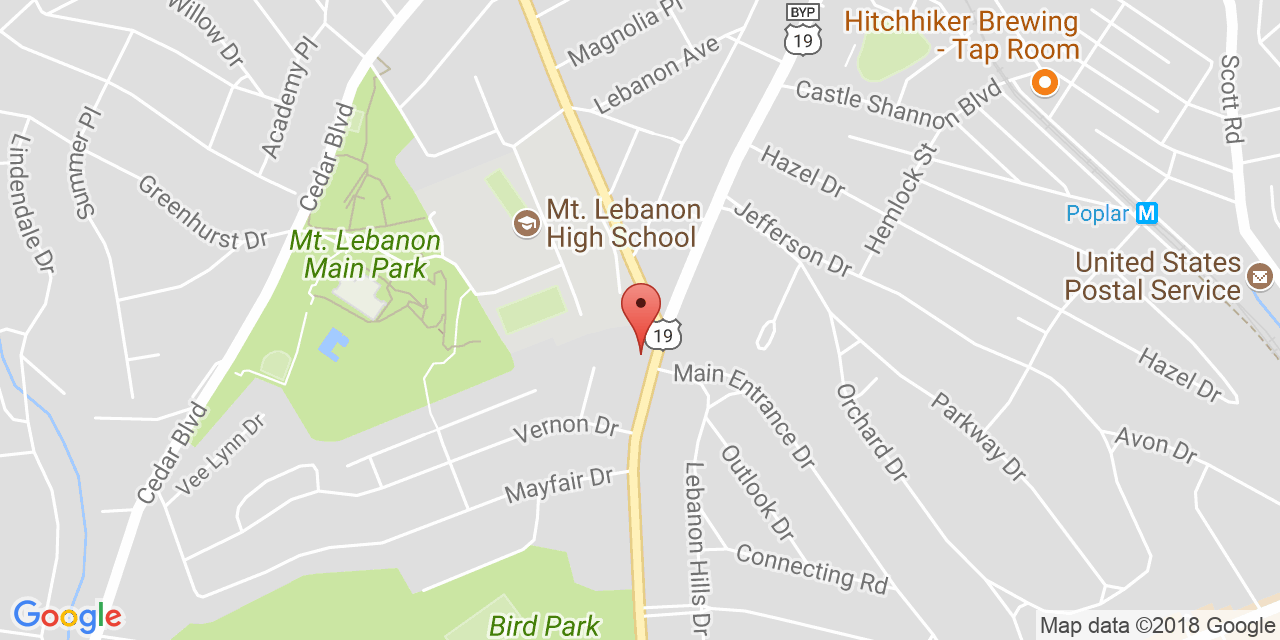 Willow Dr
Academy Pl
Magnolia Pl
Lebanon Ave
BYP
19
Hitchhiker Brewing
- Tap Room
Scott Rd
Castle Shannon Blvd
Lindendale Dr
Summer Pl
Cedar Blvd
Greenhurst Dr
Mt. Lebanon
Main Park
Mt. Lebanon
High School
Hazel Dr
Jefferson Dr
Hemlock St
Poplar M
United States
Postal Service
19
Main Entrance Dr
Hazel Dr
Orchard Dr
Parkway Dr
Avon Dr
Cedar Blvd
Vee Lynn Dr
Vernon Dr
Mayfair Dr
Lebanon Hills Dr
Outlook Dr
Connecting Rd
Google
Bird Park
Map data ©2018 Google